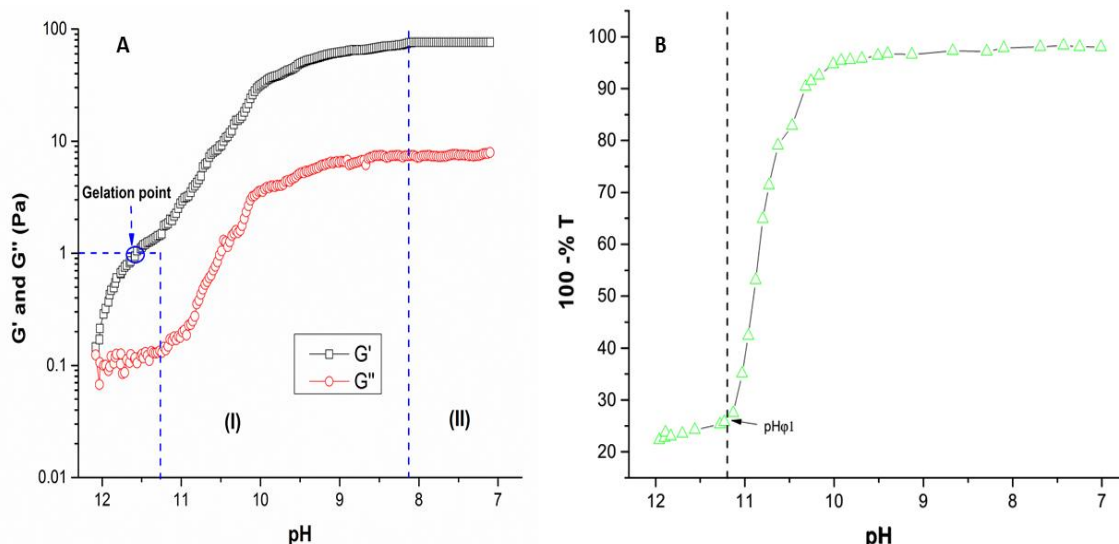 A
100
10
1
0.1
0.01
G' and G'' (Pa)
Gelation point
G'
G''
(I)
(II)
12 11 10 9 8 7
pH
B
100
90
80
70
60
50
40
30
20
100 -% T
pHφ1
12 11 10 9 8 7
pH